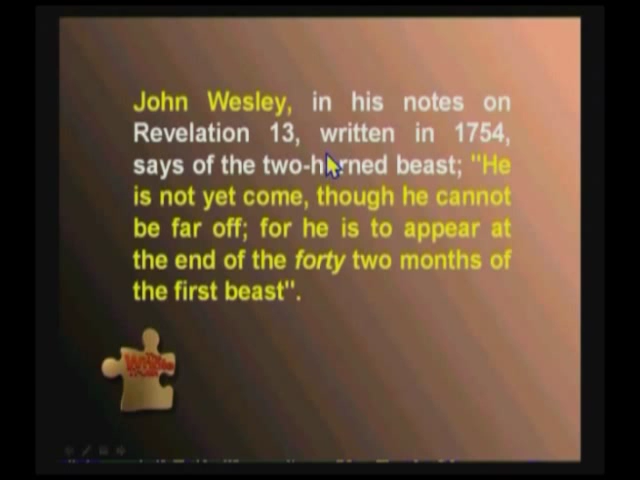 John Wesley, in his notes on
Revelation 13, written in 1754,
says of the two-horned beast; "He
is not yet come, though he cannot
be far off; for he is to appear at
the end of the forty two months of
the first beast".
The